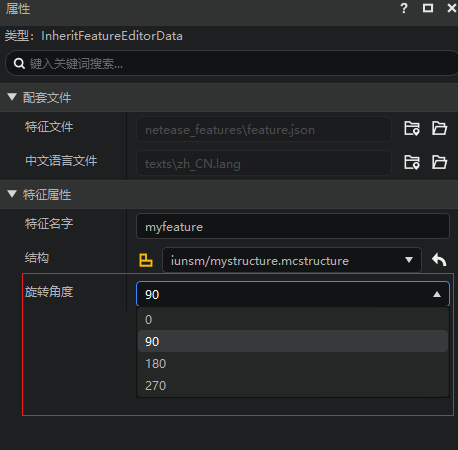 属性 ?
类型：InheritFeatureEditorData
键入关键词搜索...
配套文件
特征文件 netease_features\feature.json
中文语言文件 texts\zh_CN.lang
特征属性
特征名字 myfeature
结构 iunsm/mystructure.mcstructure
旋转角度 90
0
90
180
270